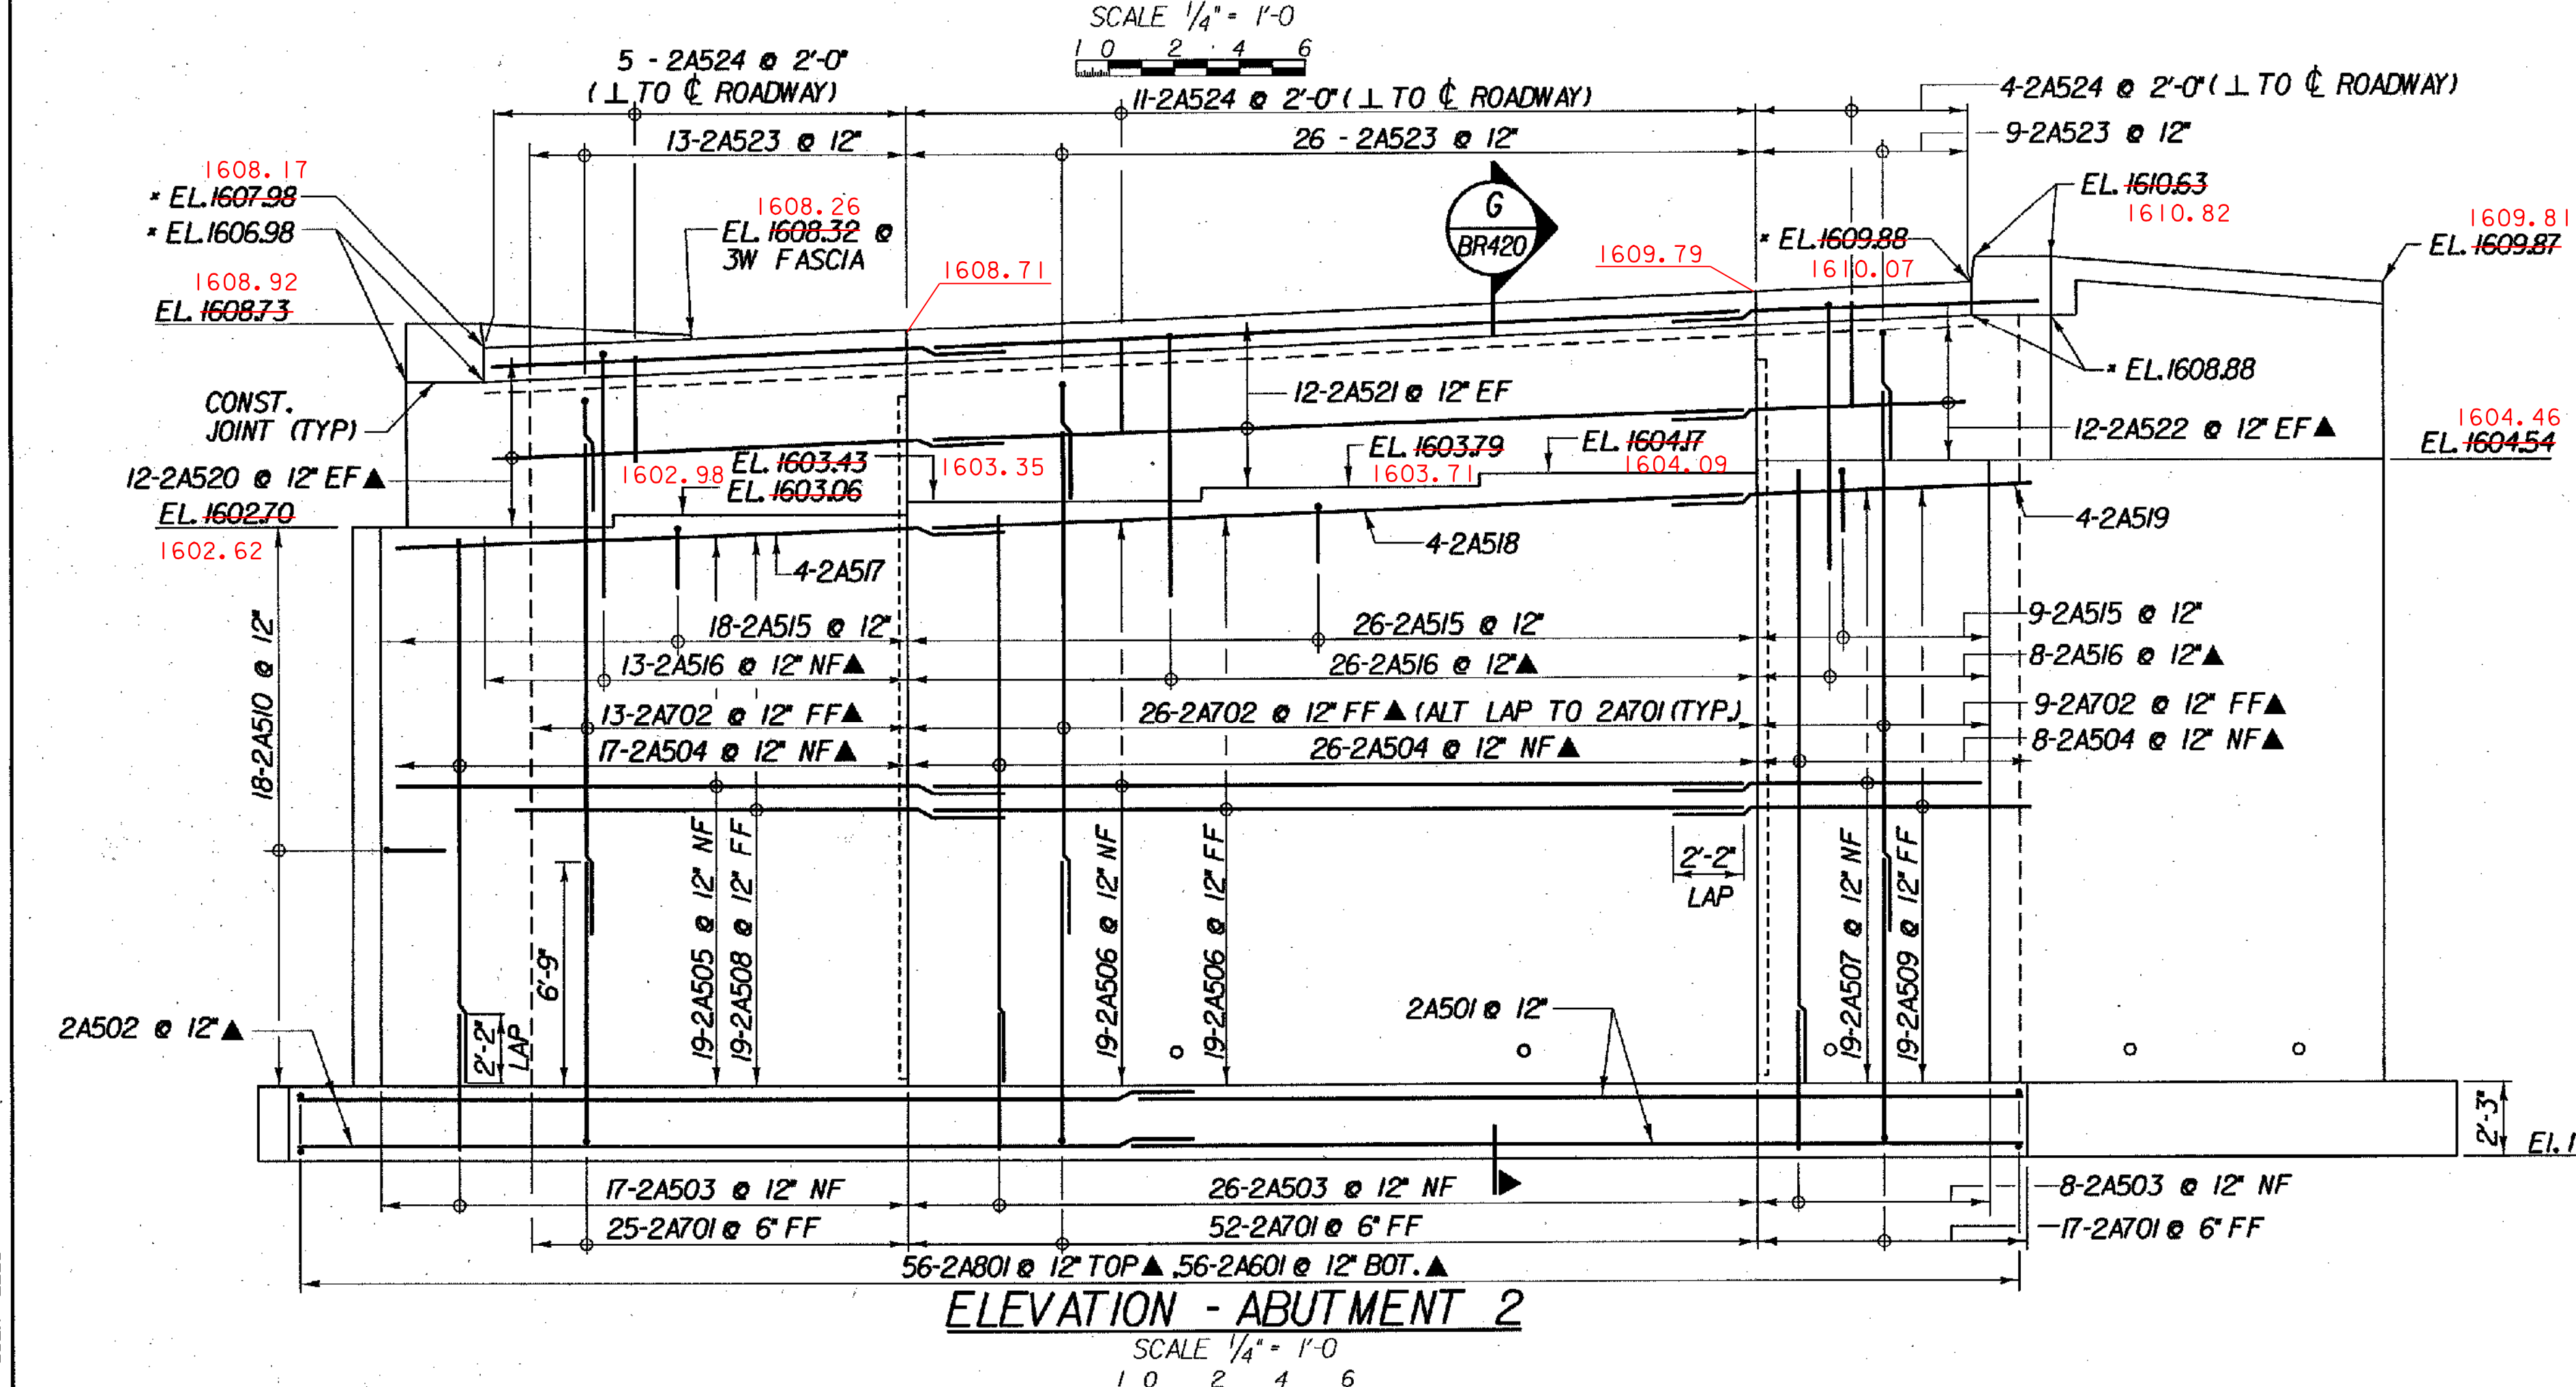 SCALE 1/4" = 1'-0
1 0 2 4 6
5 - 2A524 @ 2'-0"
(⊥ TO ℄ ROADWAY)
11-2A524 @ 2'-0" (⊥ TO ℄ ROADWAY)
4-2A524 @ 2'-0" (⊥ TO ℄ ROADWAY)
13-2A523 @ 12"
26 - 2A523 @ 12"
9-2A523 @ 12"
1608.17
* EL. 1607.98
* EL. 1606.98
1608.92
EL. 1608.73
1608.26
EL. 1608.32 @
3W FASCIA
1608.71
G
BR420
1609.79
* EL. 1609.88
1610.07
EL. 1610.63
1610.82
1609.81
EL. 1609.87
CONST.
JOINT (TYP)
12-2A521 @ 12" EF
* EL. 1608.88
12-2A520 @ 12" EF▲
12-2A522 @ 12" EF▲
1604.46
EL. 1604.54
EL. 1602.70
1602.62
1602.98
EL. 1603.43
EL. 1603.06
1603.35
EL. 1603.79
1603.71
EL. 1604.17
1604.09
4-2A517
4-2A518
4-2A519
18-2A510 @ 12"
18-2A515 @ 12"
26-2A515 @ 12"
9-2A515 @ 12"
13-2A516 @ 12" NF▲
26-2A516 @ 12"▲
8-2A516 @ 12"▲
13-2A702 @ 12" FF▲
26-2A702 @ 12" FF▲ (ALT LAP TO 2A701 (TYP.)
9-2A702 @ 12" FF▲
17-2A504 @ 12" NF▲
26-2A504 @ 12" NF▲
8-2A504 @ 12" NF▲
6'-9"
19-2A505 @ 12" NF
19-2A508 @ 12" FF
19-2A506 @ 12" NF
19-2A506 @ 12" FF
2'-2"
LAP
19-2A507 @ 12" NF
19-2A509 @ 12" FF
2A502 @ 12"▲
2'-2"
LAP
2A501 @ 12"
2'-3"
El. 1
17-2A503 @ 12" NF
26-2A503 @ 12" NF
8-2A503 @ 12" NF
25-2A701 @ 6" FF
52-2A701 @ 6" FF
17-2A701 @ 6" FF
56-2A801 @ 12" TOP▲ ,56-2A601 @ 12" BOT.▲
ELEVATION - ABUTMENT 2
SCALE 1/4" = 1'-0
1 0 2 4 6